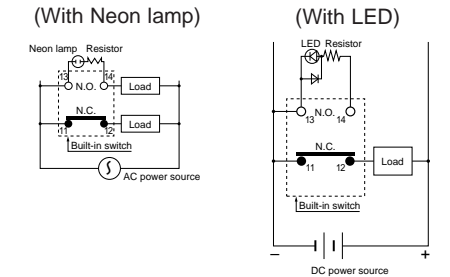 (With Neon lamp)
Neon lamp Resistor
13 N.O. 14
Load
N.C.
11 12
Load
Built-in switch
AC power source
(With LED)
LED Resistor
13 N.O. 14
N.C.
11 12
Load
Built-in switch
− +
DC power source